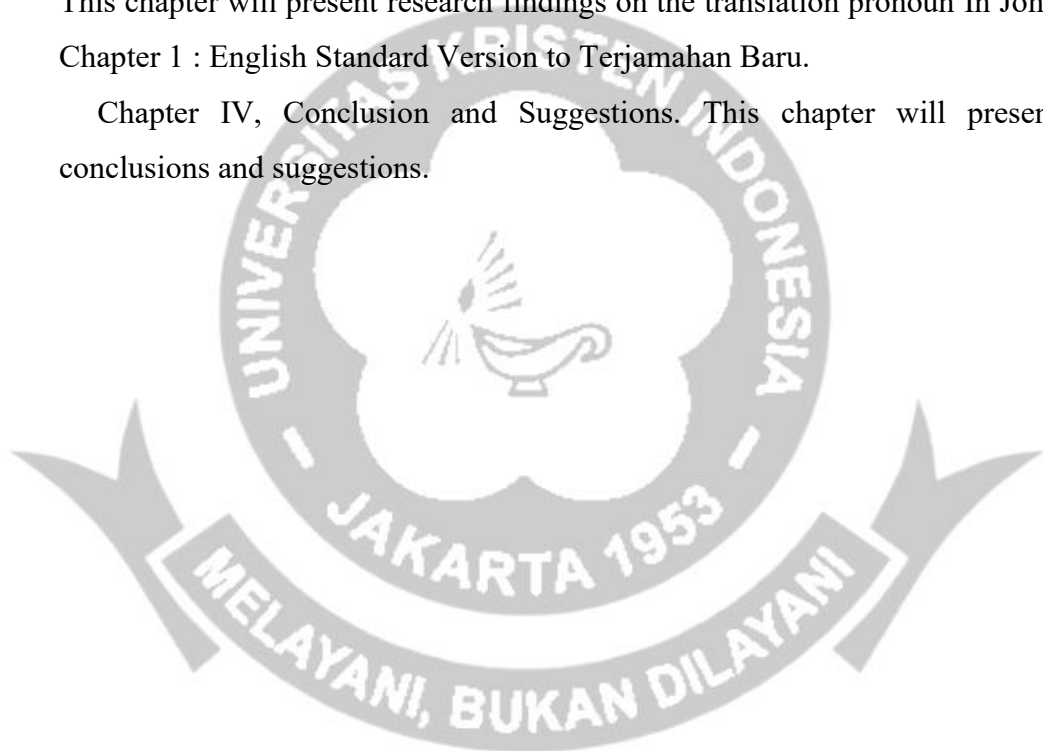 This chapter will present research findings on the translation pronoun In
Chapter 1 : English Standard Version to Terjamahan Baru.
Chapter IV, Conclusion and Suggestions. This chapter will
conclusions and suggestions.
UNIVERSITAS KRISTEN INDONESIA
JAKARTA 1953
MELAYANI, BUKAN DILAYANI